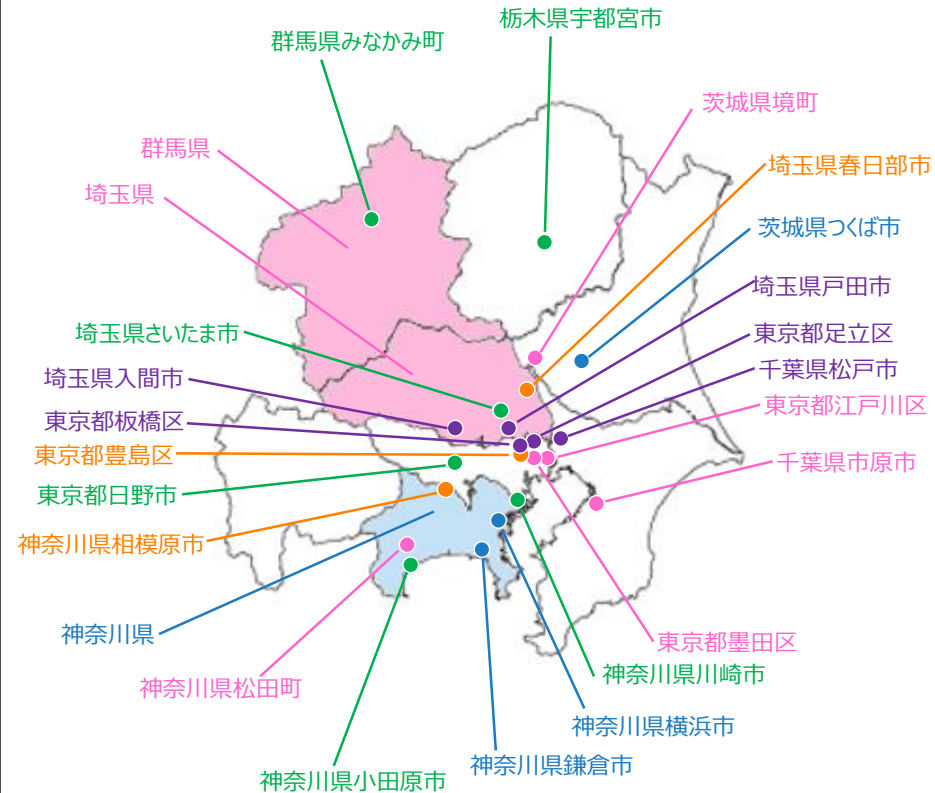 栃木県宇都宮市
群馬県みなかみ町
茨城県境町
群馬県
埼玉県春日部市
埼玉県
茨城県つくば市
埼玉県戸田市
埼玉県さいたま市
東京都足立区
千葉県松戸市
埼玉県入間市
東京都江戸川区
東京都板橋区
東京都豊島区
千葉県市原市
東京都日野市
神奈川県相模原市
神奈川県
東京都墨田区
神奈川県川崎市
神奈川県松田町
神奈川県横浜市
神奈川県鎌倉市
神奈川県小田原市